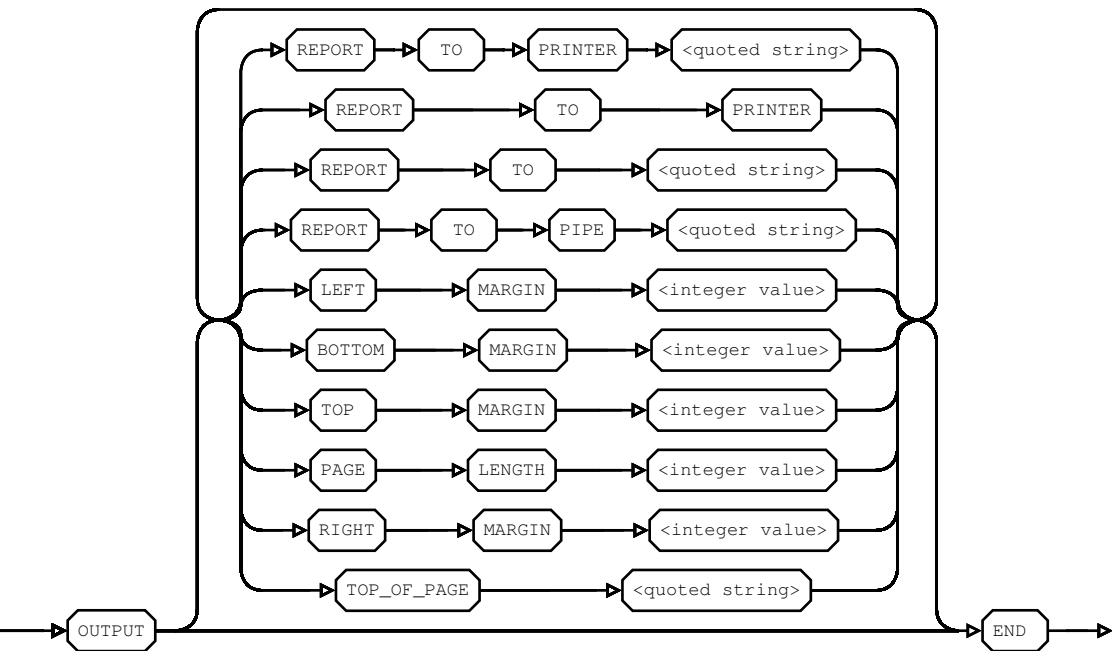 REPORT TO PRINTER <quoted string>
REPORT TO PRINTER
REPORT TO <quoted string>
REPORT TO PIPE <quoted string>
LEFT MARGIN <integer value>
BOTTOM MARGIN <integer value>
TOP MARGIN <integer value>
PAGE LENGTH <integer value>
RIGHT MARGIN <integer value>
TOP_OF_PAGE <quoted string>
OUTPUT END